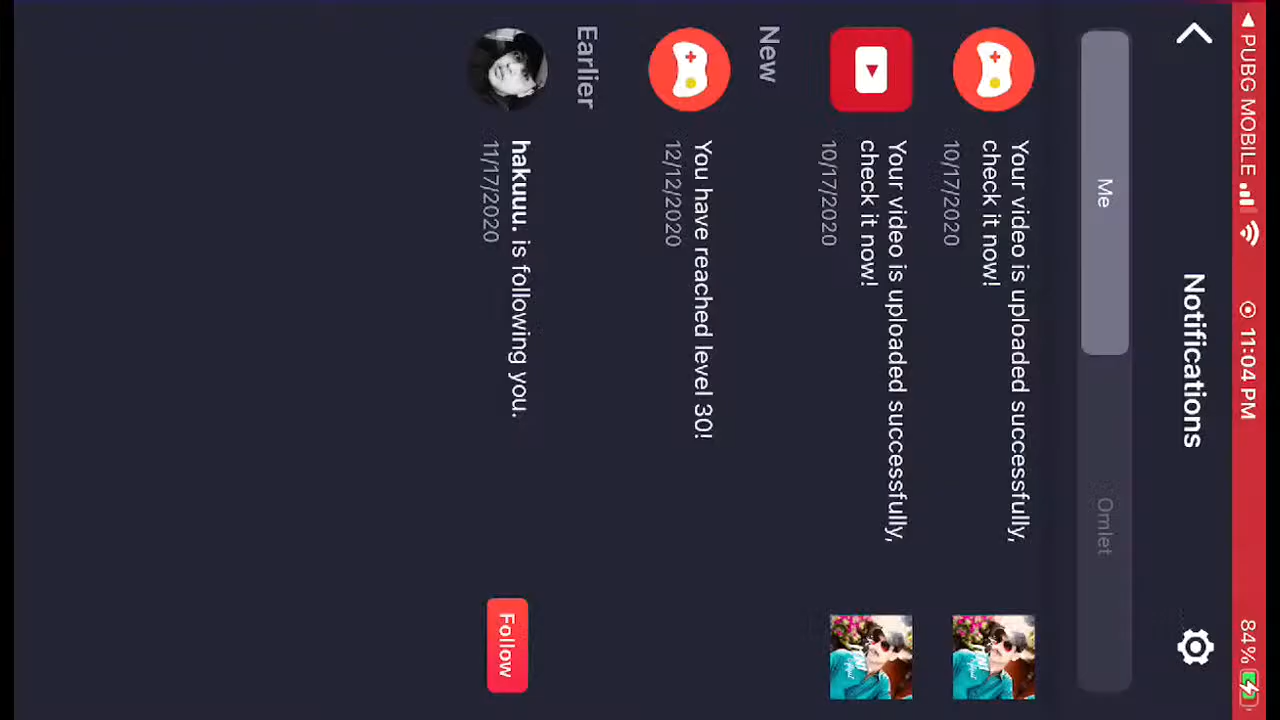 PUBG MOBILE 11:04 PM 84%
Notifications
Me Omlet
Your video is uploaded successfully,
check it now!
10/17/2020
Your video is uploaded successfully,
check it now!
10/17/2020
New
You have reached level 30!
12/12/2020
Earlier
hakuuu. is following you.
11/17/2020
Follow